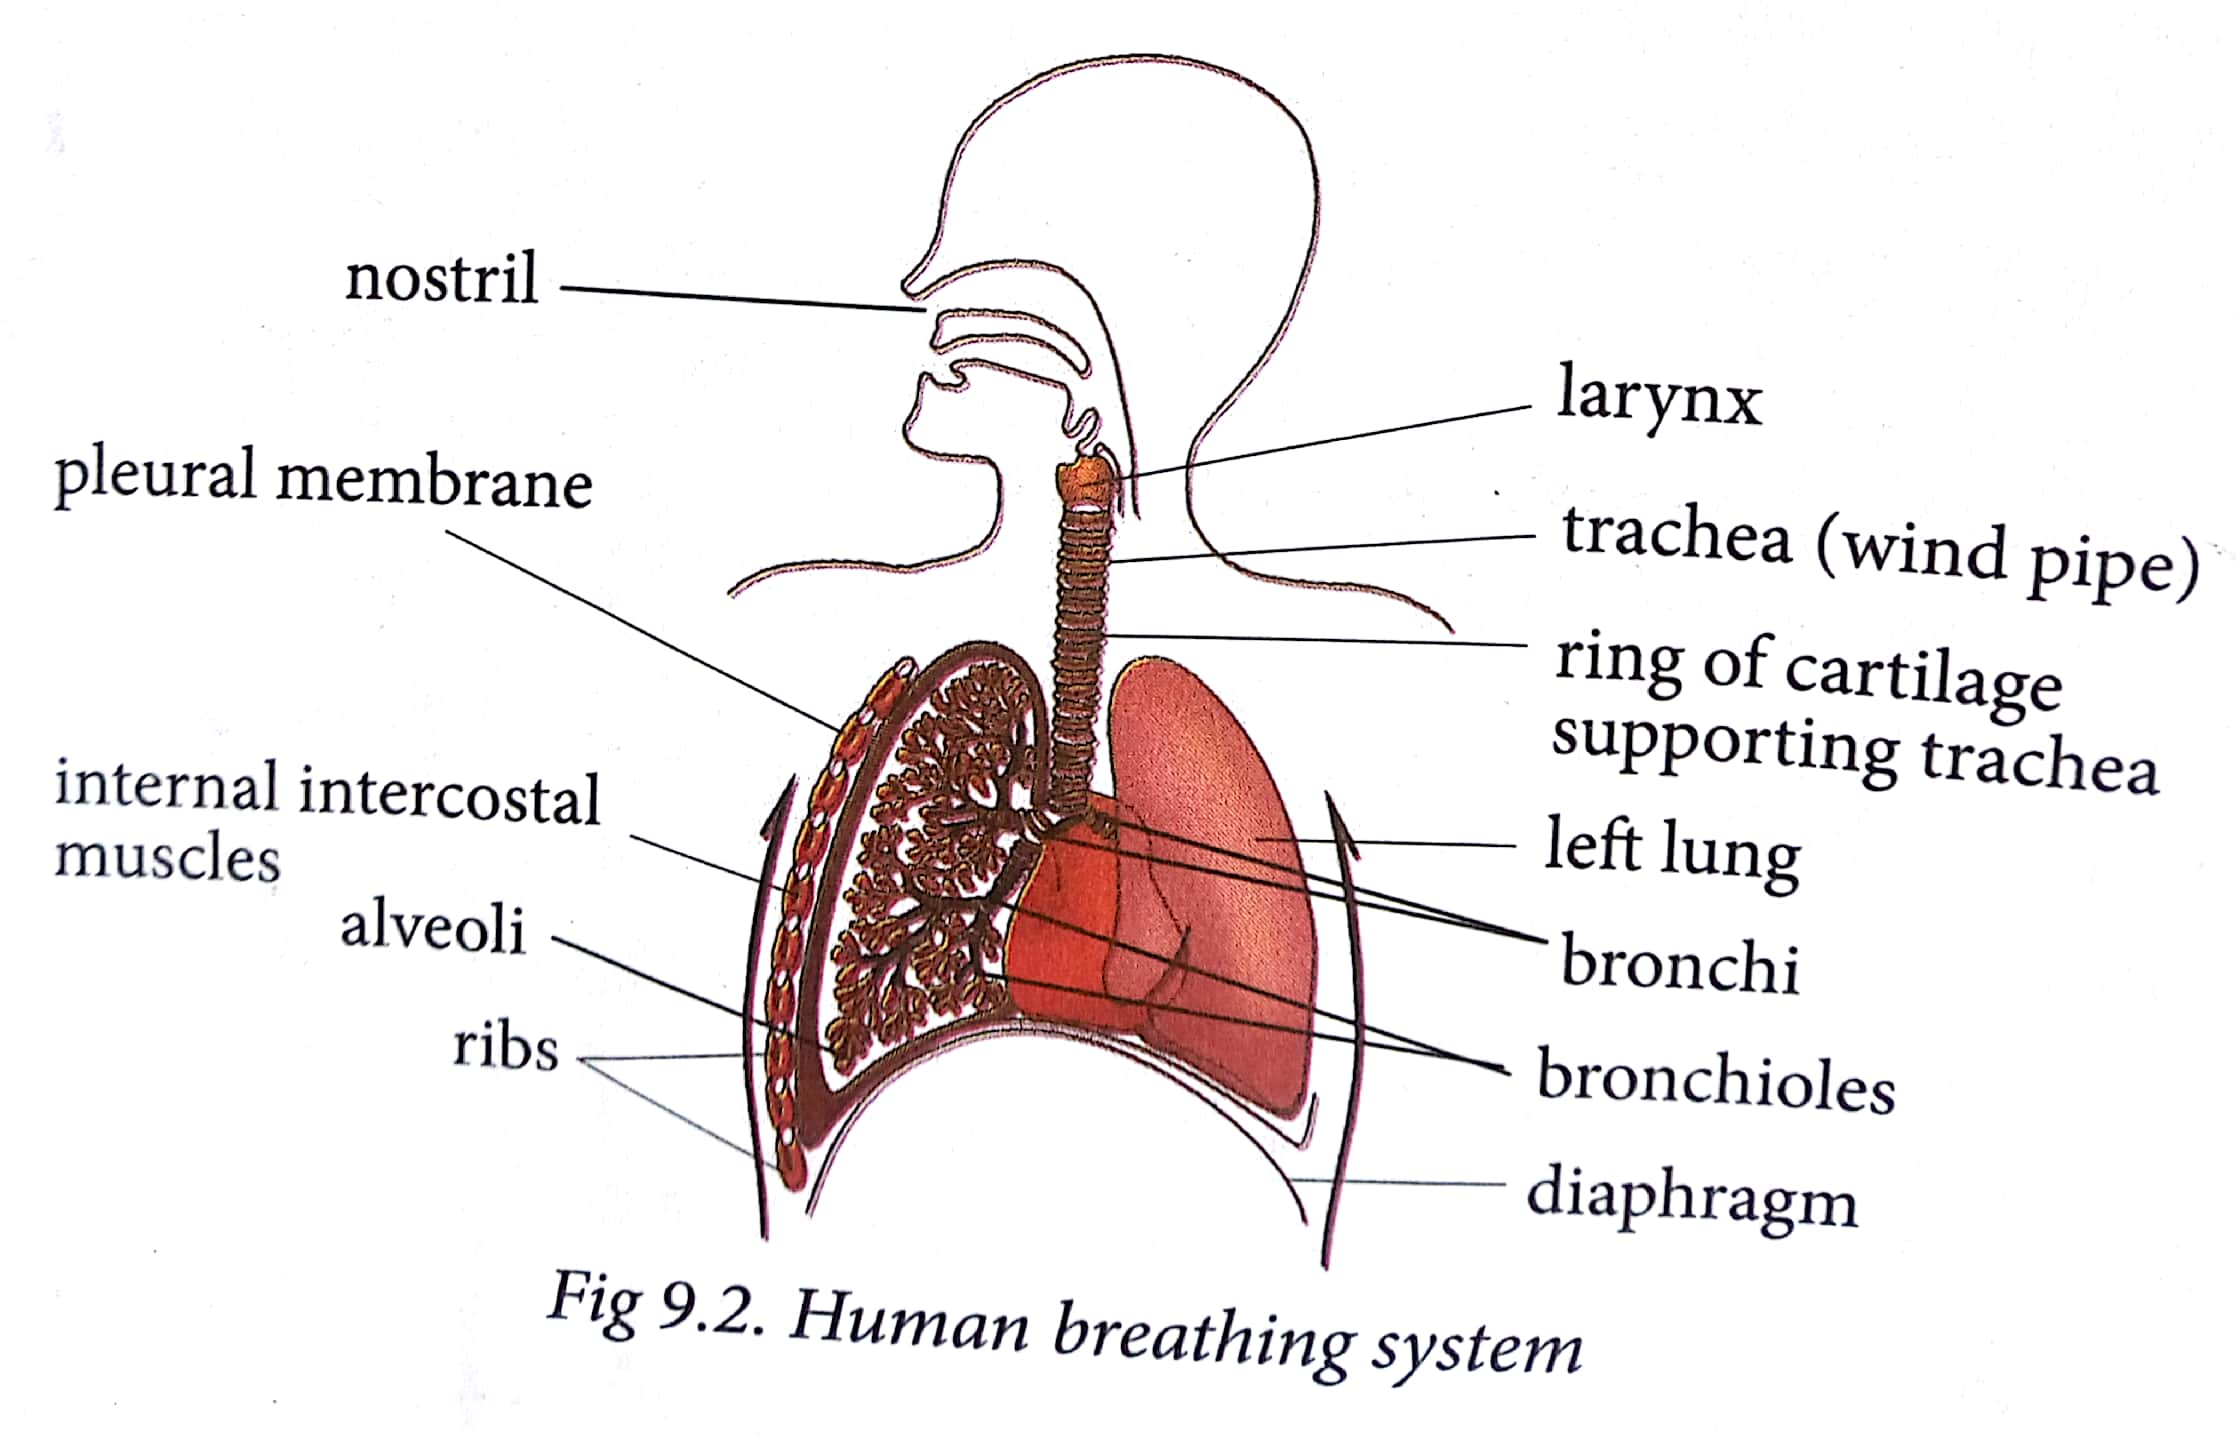 nostril
larynx
pleural membrane
trachea (wind pipe)
ring of cartilage
supporting trachea
internal intercostal
muscles
left lung
alveoli
bronchi
ribs
bronchioles
diaphragm
Fig 9.2. Human breathing system